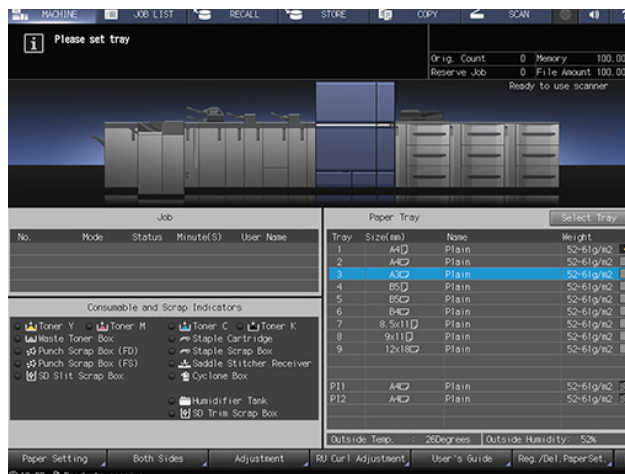 MACHINE JOB LIST RECALL STORE COPY SCAN
Please set tray
Orig. Count 0 Memory 100.00
Reserve Job 0 File Amount 100.00
Ready to use scanner
Job
No. Mode Status Minute(S) User Name
Consumable and Scrap Indicators
Toner Y Toner M Toner C Toner K
Waste Toner Box Staple Cartridge
Punch Scrap Box (FD) Staple Scrap Box
Punch Scrap Box (FS) Saddle Stitcher Receiver
SD Slit Scrap Box Cyclone Box
Humidifier Tank
SD Trim Scrap Box
Paper Tray Select Tray
Tray Size(mm) Name Weight
1 A4 Plain 52-61g/m2
2 A4 Plain 52-61g/m2
3 A3 Plain 52-61g/m2
4 B5 Plain 52-61g/m2
5 B5 Plain 52-61g/m2
6 B4 Plain 52-61g/m2
7 8.5x11 Plain 52-61g/m2
8 9x11 Plain 52-61g/m2
9 12x18 Plain 52-61g/m2
PI1 A4 Plain 52-61g/m2
PI2 A4 Plain 52-61g/m2
Outside Temp. : 26Degrees Outside Humidity: 52%
Paper Setting Both Sides Adjustment RU Curl Adjustment User's Guide Reg./Del.PaperSet.